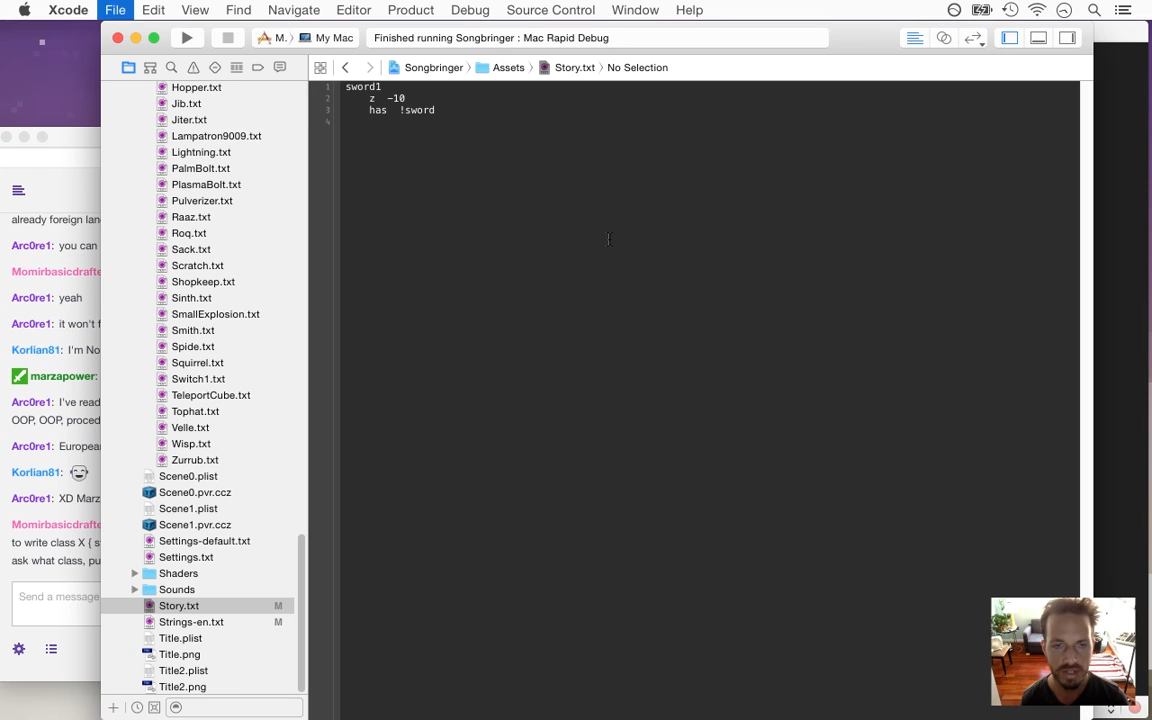 Xcode File Edit View Find Navigate Editor Product Debug Source Control Window Help
M. My Mac Finished running Songbringer : Mac Rapid Debug
Songbringer Assets Story.txt No Selection
1 sword1
2 z -10
3 has !sword
4
Hopper.txt
Jib.txt
Jiter.txt
Lampatron9009.txt
Lightning.txt
PalmBolt.txt
PlasmaBolt.txt
Pulverizer.txt
Raaz.txt
Roq.txt
Sack.txt
Scratch.txt
Shopkeep.txt
Sinth.txt
SmallExplosion.txt
Smith.txt
Spide.txt
Squirrel.txt
Switch1.txt
TeleportCube.txt
Tophat.txt
Velle.txt
Wisp.txt
Zurrub.txt
Scene0.plist
Scene0.pvr.ccz
Scene1.plist
Scene1.pvr.ccz
Settings-default.txt
Settings.txt
Shaders
Sounds
Story.txt M
Strings-en.txt M
Title.plist
Title.png
Title2.plist
Title2.png
already foreign lan
Arc0re1: you can
Momirbasicdrafte
Arc0re1: yeah
Arc0re1: it won't f
Korlian81: I'm No
marzapower:
Arc0re1: I've read
OOP, OOP, proced
Arc0re1: Europea
Korlian81:
Arc0re1: XD Marz
Momirbasicdrafte
to write class X { s
ask what class, pu
Send a message